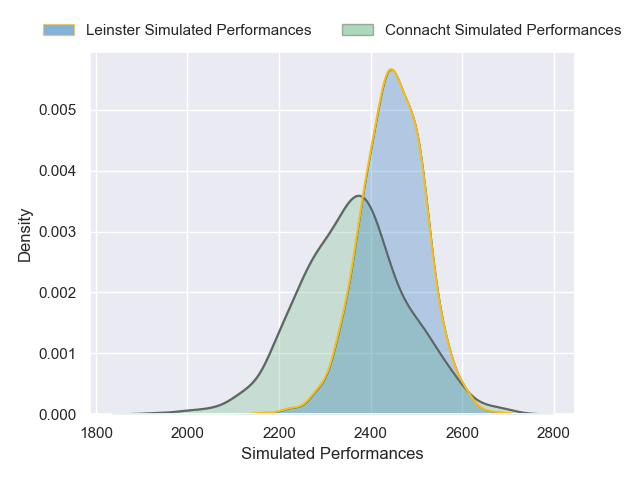 Leinster Simulated Performances
Connacht Simulated Performances
Density
0.005
0.004
0.003
0.002
0.001
0.000
1800 2000 2200 2400 2600 2800
Simulated Performances